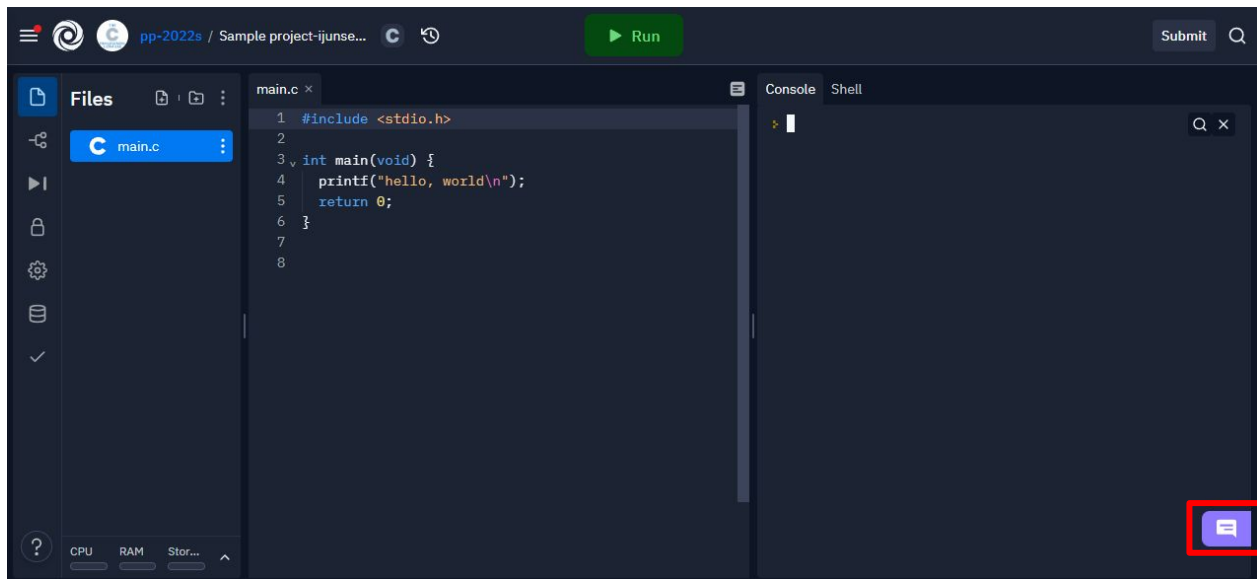 pp-2022s / Sample project-ijunse... C
Run
Submit
Files
C main.c
CPU RAM Stor...
main.c ×
1 #include <stdio.h>
2
3 int main(void) {
4 printf("hello, world\n");
5 return 0;
6 }
7
8
Console Shell
?